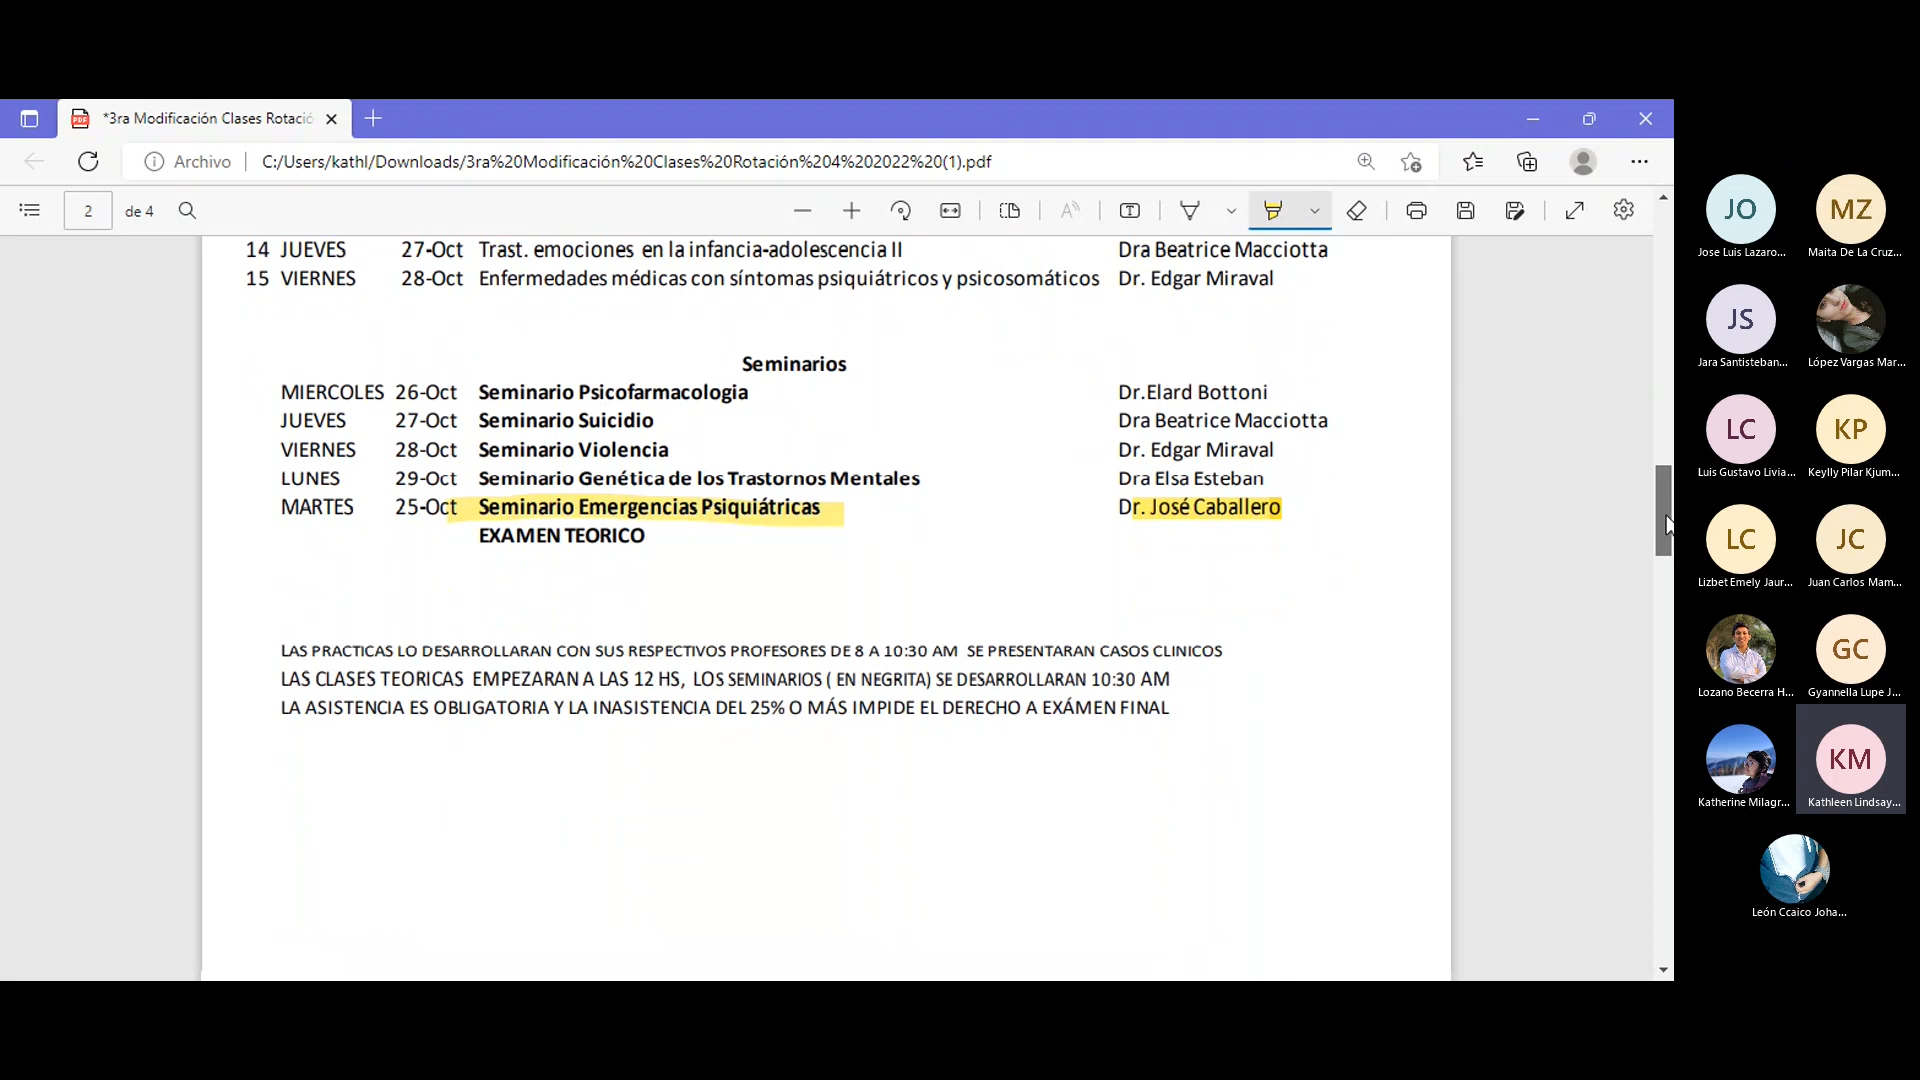 *3ra Modificación Clases Rotació
Archivo C:/Users/kathl/Downloads/3ra%20Modificación%20Clases%20Rotación%204%202022%20(1).pdf
2 de 4
14 JUEVES 27-Oct Trast. emociones en la infancia-adolescencia II Dra Beatrice Macciotta
15 VIERNES 28-Oct Enfermedades médicas con síntomas psiquiátricos y psicosomáticos Dr. Edgar Miraval
Seminarios
MIERCOLES 26-Oct Seminario Psicofarmacologia Dr.Elard Bottoni
JUEVES 27-Oct Seminario Suicidio Dra Beatrice Macciotta
VIERNES 28-Oct Seminario Violencia Dr. Edgar Miraval
LUNES 29-Oct Seminario Genética de los Trastornos Mentales Dra Elsa Esteban
MARTES 25-Oct Seminario Emergencias Psiquiátricas Dr. José Caballero
EXAMEN TEORICO
LAS PRACTICAS LO DESARROLLARAN CON SUS RESPECTIVOS PROFESORES DE 8 A 10:30 AM SE PRESENTARAN CASOS CLINICOS
LAS CLASES TEORICAS EMPEZARAN A LAS 12 HS, LOS SEMINARIOS ( EN NEGRITA) SE DESARROLLARAN 10:30 AM
LA ASISTENCIA ES OBLIGATORIA Y LA INASISTENCIA DEL 25% O MÁS IMPIDE EL DERECHO A EXÁMEN FINAL
JO MZ
Jose Luis Lazaro... Maita De La Cruz...
JS
Jara Santisteban... López Vargas Mar...
LC KP
Luis Gustavo Livia... Keylly Pilar Kjum...
LC JC
Lizbet Emely Jaur... Juan Carlos Mam...
GC
Lozano Becerra H... Gyannella Lupe J...
KM
Katherine Milagr... Kathleen Lindsay...
León Ccaico Joha...